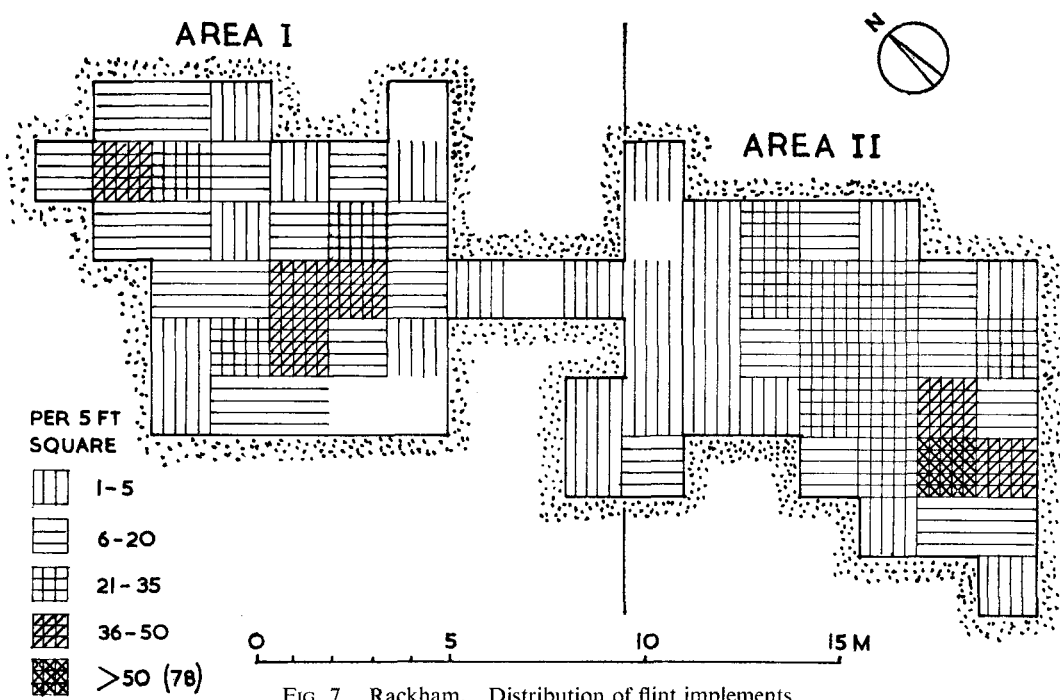 AREA I
N
AREA II
PER 5 FT
SQUARE
1-5
6-20
21-35
36-50
>50 (78)
0 5 10 15 M
FIG. 7. Rackham. Distribution of flint implements